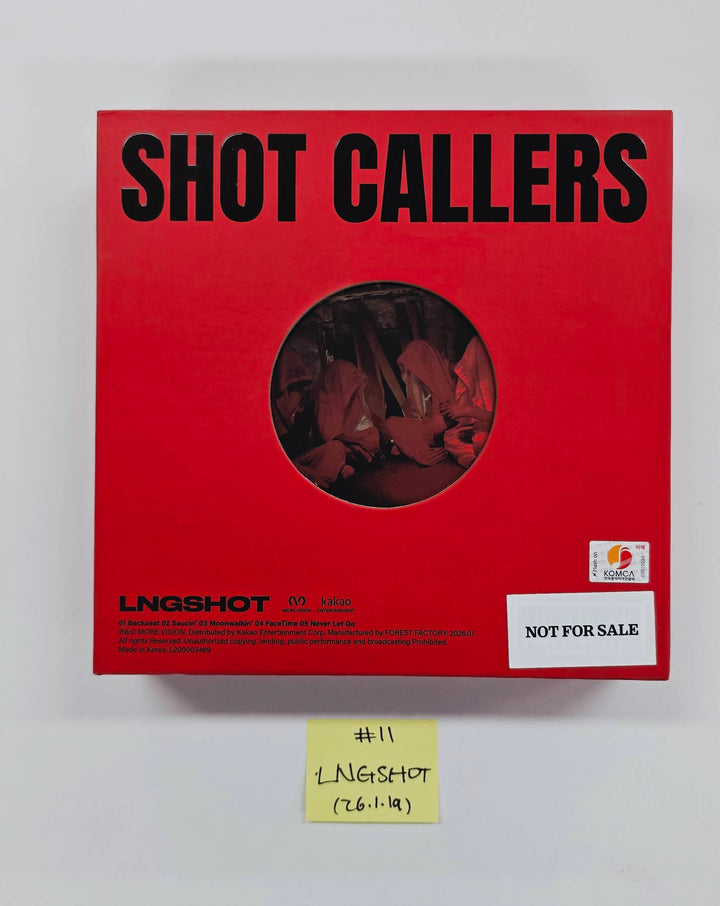 SHOT CALLERS
KOMCA
NOT FOR SALE
LNGSHOT
MORE VISION
kakao
ENTERTAINMENT
01 Backseat 02 Saucin' 03 Moonwalkin' 04 FaceTime 05 Never Let Go
℗&© MORE VISION. Distributed by Kakao Entertainment Corp. Manufactured by FOREST FACTORY. 2026.01.
All rights Reserved. Unauthorized copying, lending, public performance and broadcasting Prohibited.
Made in Korea. L200003469
#11
LNGSHOT
(26.1.19)